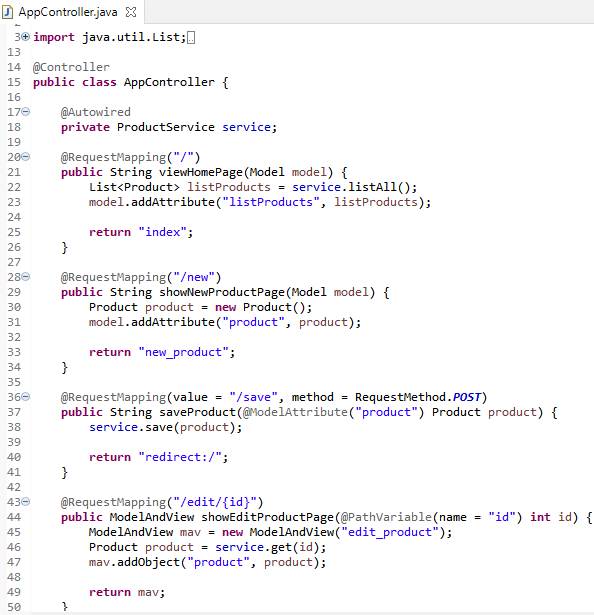 AppController.java
3 import java.util.List;
13
14 @Controller
15 public class AppController {
16
17 @Autowired
18 private ProductService service;
19
20 @RequestMapping("/")
21 public String viewHomePage(Model model) {
22 List<Product> listProducts = service.listAll();
23 model.addAttribute("listProducts", listProducts);
24
25 return "index";
26 }
27
28 @RequestMapping("/new")
29 public String showNewProductPage(Model model) {
30 Product product = new Product();
31 model.addAttribute("product", product);
32
33 return "new_product";
34 }
35
36 @RequestMapping(value = "/save", method = RequestMethod.POST)
37 public String saveProduct(@ModelAttribute("product") Product product) {
38 service.save(product);
39
40 return "redirect:/";
41 }
42
43 @RequestMapping("/edit/{id}")
44 public ModelAndView showEditProductPage(@PathVariable(name = "id") int id) {
45 ModelAndView mav = new ModelAndView("edit_product");
46 Product product = service.get(id);
47 mav.addObject("product", product);
48
49 return mav;
50 }